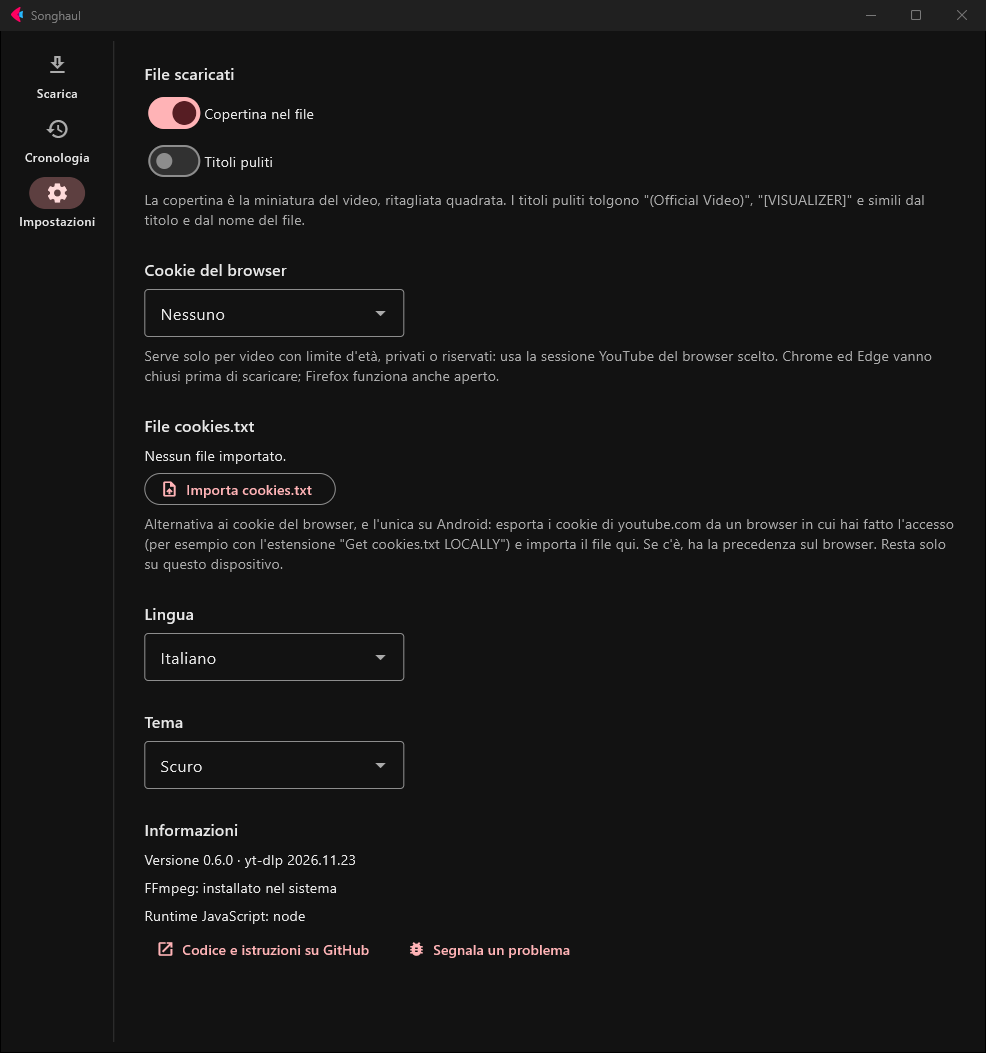 Songhaul
Scarica
Cronologia
Impostazioni
File scaricati
Copertina nel file
Titoli puliti
La copertina è la miniatura del video, ritagliata quadrata. I titoli puliti tolgono "(Official Video)", "[VISUALIZER]" e simili dal
titolo e dal nome del file.
Cookie del browser
Nessuno
Serve solo per video con limite d'età, privati o riservati: usa la sessione YouTube del browser scelto. Chrome ed Edge vanno
chiusi prima di scaricare; Firefox funziona anche aperto.
File cookies.txt
Nessun file importato.
Importa cookies.txt
Alternativa ai cookie del browser, e l'unica su Android: esporta i cookie di youtube.com da un browser in cui hai fatto l'accesso
(per esempio con l'estensione "Get cookies.txt LOCALLY") e importa il file qui. Se c'è, ha la precedenza sul browser. Resta solo
su questo dispositivo.
Lingua
Italiano
Tema
Scuro
Informazioni
Versione 0.6.0 · yt-dlp 2026.11.23
FFmpeg: installato nel sistema
Runtime JavaScript: node
Codice e istruzioni su GitHub
Segnala un problema